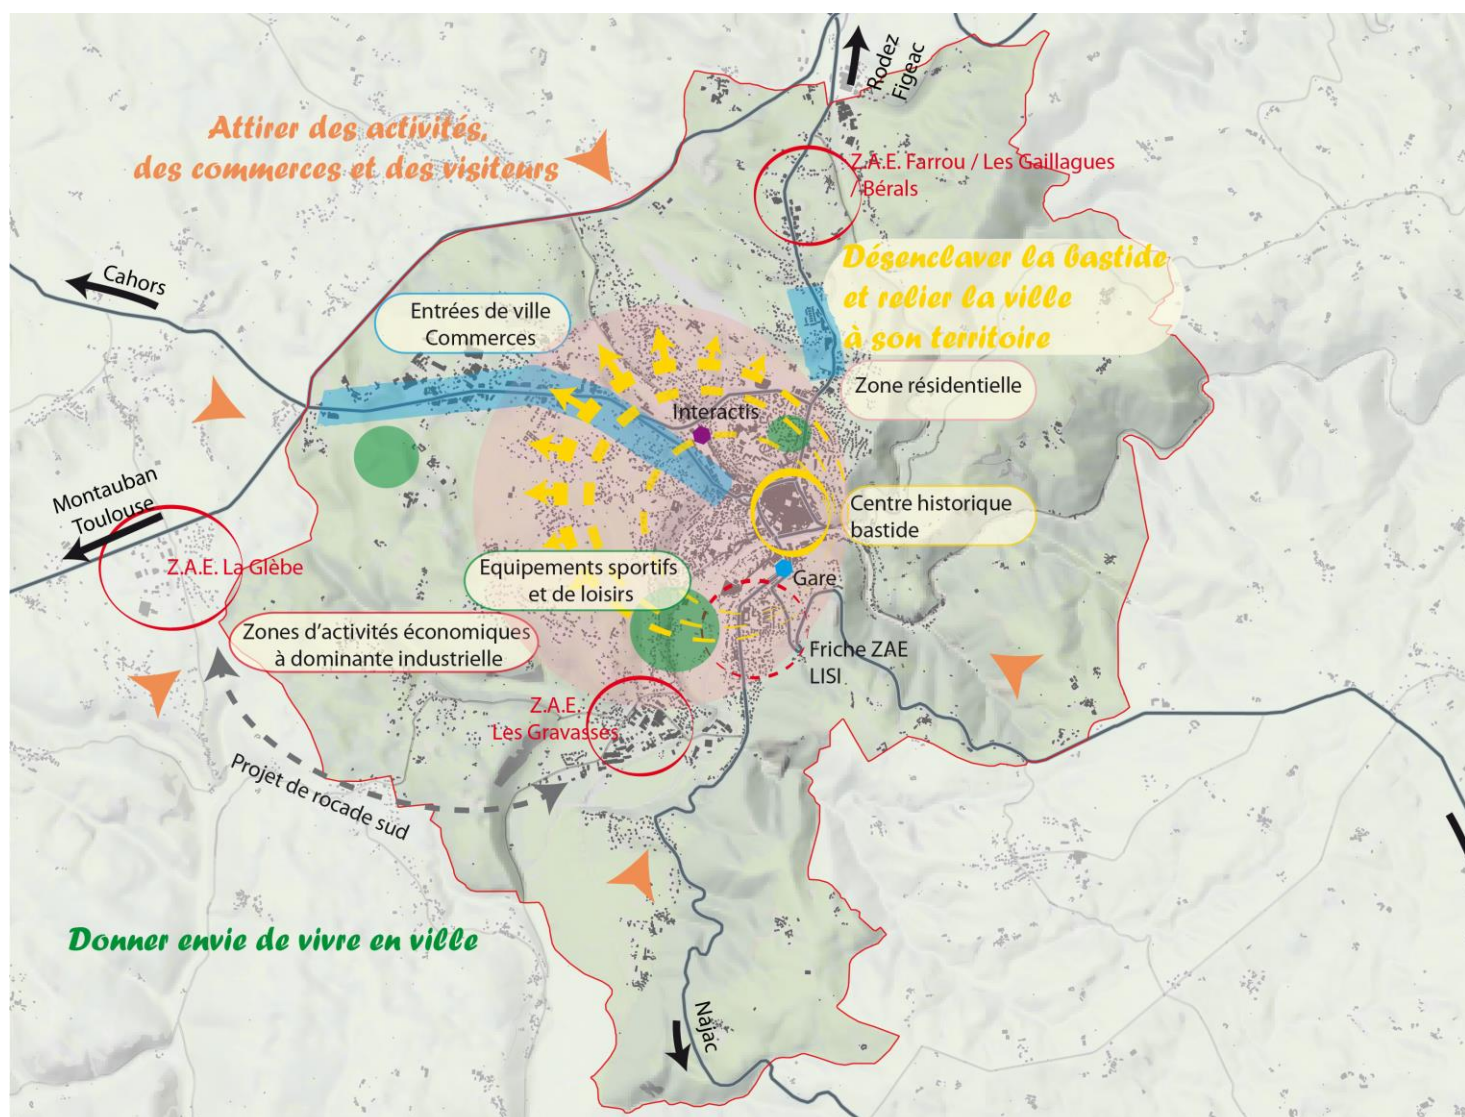 Rodez
Figeac
Attirer des activités,
des commerces et des visiteurs
Z.A.E. Farrou / Les Gaillagues
/ Bérals
Désenclaver la bastide
et relier la ville
à son territoire
Cahors
Entrées de ville
Commerces
Zone résidentielle
Interactis
Montauban
Toulouse
Centre historique
bastide
Z.A.E. La Glèbe
Equipements sportifs
et de loisirs
Gare
Zones d'activités économiques
à dominante industrielle
Friche ZAE
LISI
Z.A.E.
Les Gravasses
Projet de rocade sud
Donner envie de vivre en ville
Najac